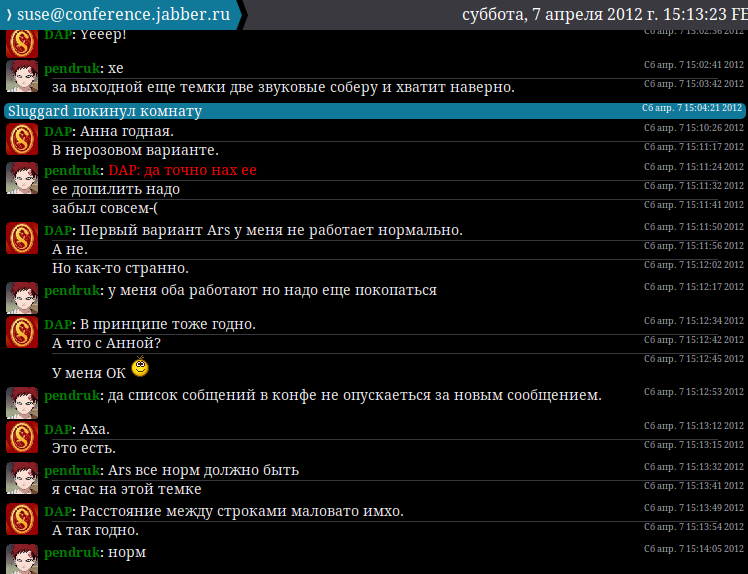 ❭ suse@conference.jabber.ru суббота, 7 апреля 2012 г. 15:13:23 FE
DAP: Yeeep! Сб апр. 7 15:02:36 2012
pendruk: хе Сб апр. 7 15:02:41 2012
за выходной еще темки две звуковые соберу и хватит наверно. Сб апр. 7 15:03:42 2012
Sluggard покинул комнату Сб апр. 7 15:04:21 2012
DAP: Анна годная. Сб апр. 7 15:10:26 2012
В нерозовом варианте. Сб апр. 7 15:11:17 2012
pendruk: DAP: да точно нах ее Сб апр. 7 15:11:24 2012
ее допилить надо Сб апр. 7 15:11:32 2012
забыл совсем-( Сб апр. 7 15:11:41 2012
DAP: Первый вариант Ars у меня не работает нормально. Сб апр. 7 15:11:50 2012
А не. Сб апр. 7 15:11:56 2012
Но как-то странно. Сб апр. 7 15:12:02 2012
pendruk: у меня оба работают но надо еще покопаться Сб апр. 7 15:12:17 2012
DAP: В принципе тоже годно. Сб апр. 7 15:12:34 2012
А что с Анной? Сб апр. 7 15:12:42 2012
У меня ОК Сб апр. 7 15:12:45 2012
pendruk: да список собщений в конфе не опускаеться за новым сообщением. Сб апр. 7 15:12:53 2012
DAP: Аха. Сб апр. 7 15:13:12 2012
Это есть. Сб апр. 7 15:13:15 2012
pendruk: Ars все норм должно быть Сб апр. 7 15:13:32 2012
я счас на этой темке Сб апр. 7 15:13:41 2012
DAP: Расстояние между строками маловато имхо. Сб апр. 7 15:13:49 2012
А так годно. Сб апр. 7 15:13:54 2012
pendruk: норм Сб апр. 7 15:14:05 2012